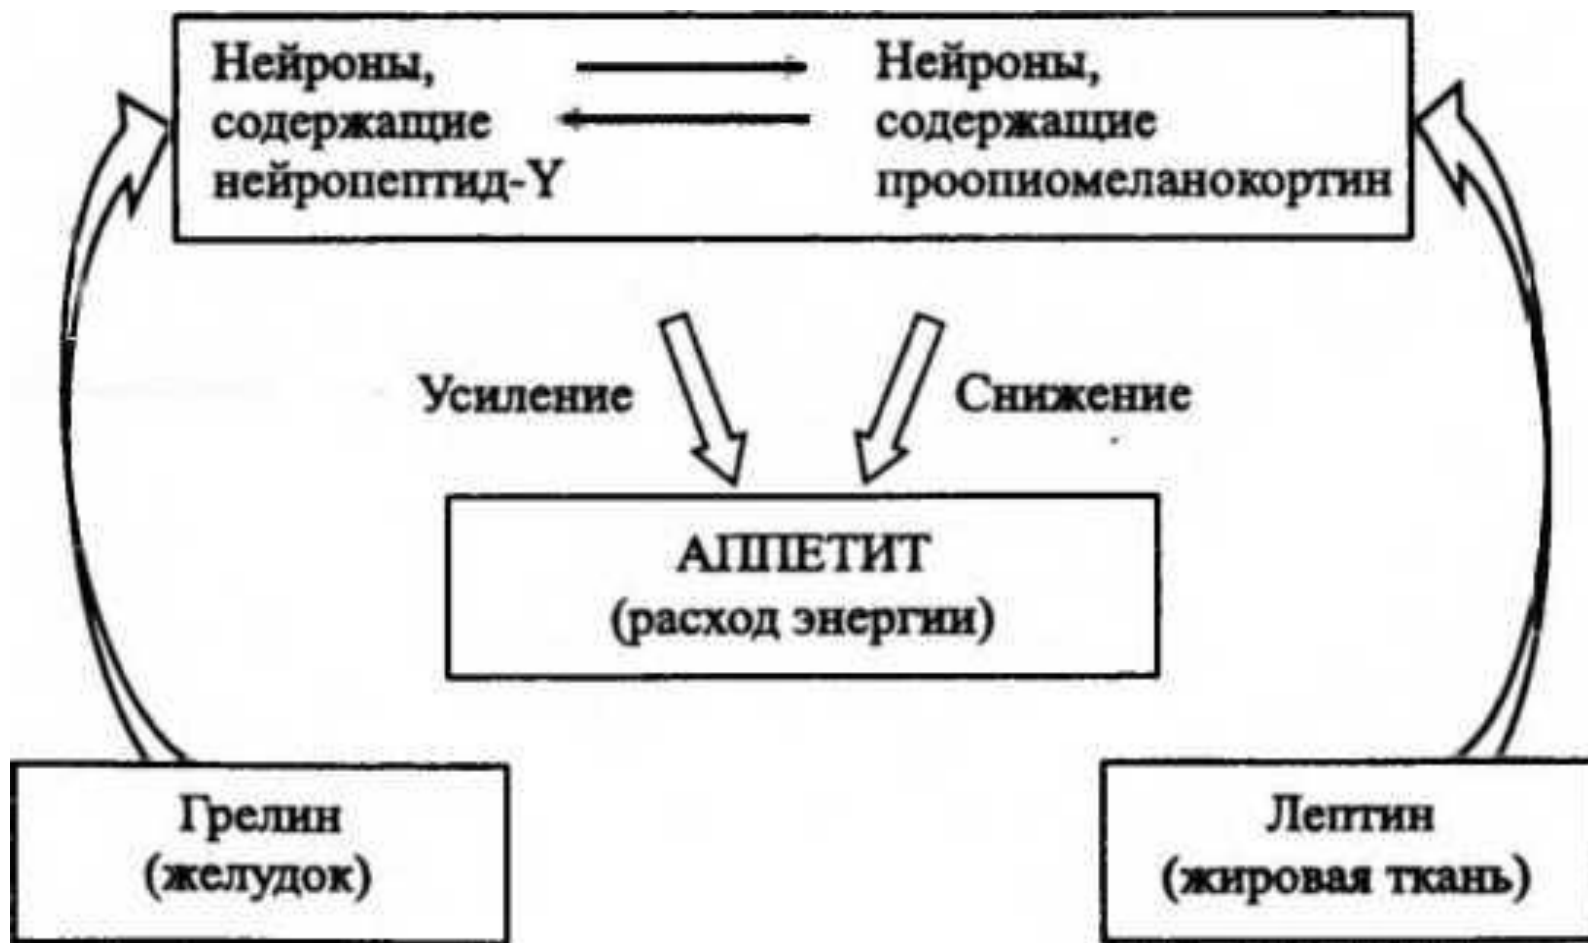 Нейроны,
содержащие
нейропептид-Y
Нейроны,
содержащие
проопиомеланокортин
Усиление
Снижение
АППЕТИТ
(расход энергии)
Грелин
(желудок)
Лептин
(жировая ткань)